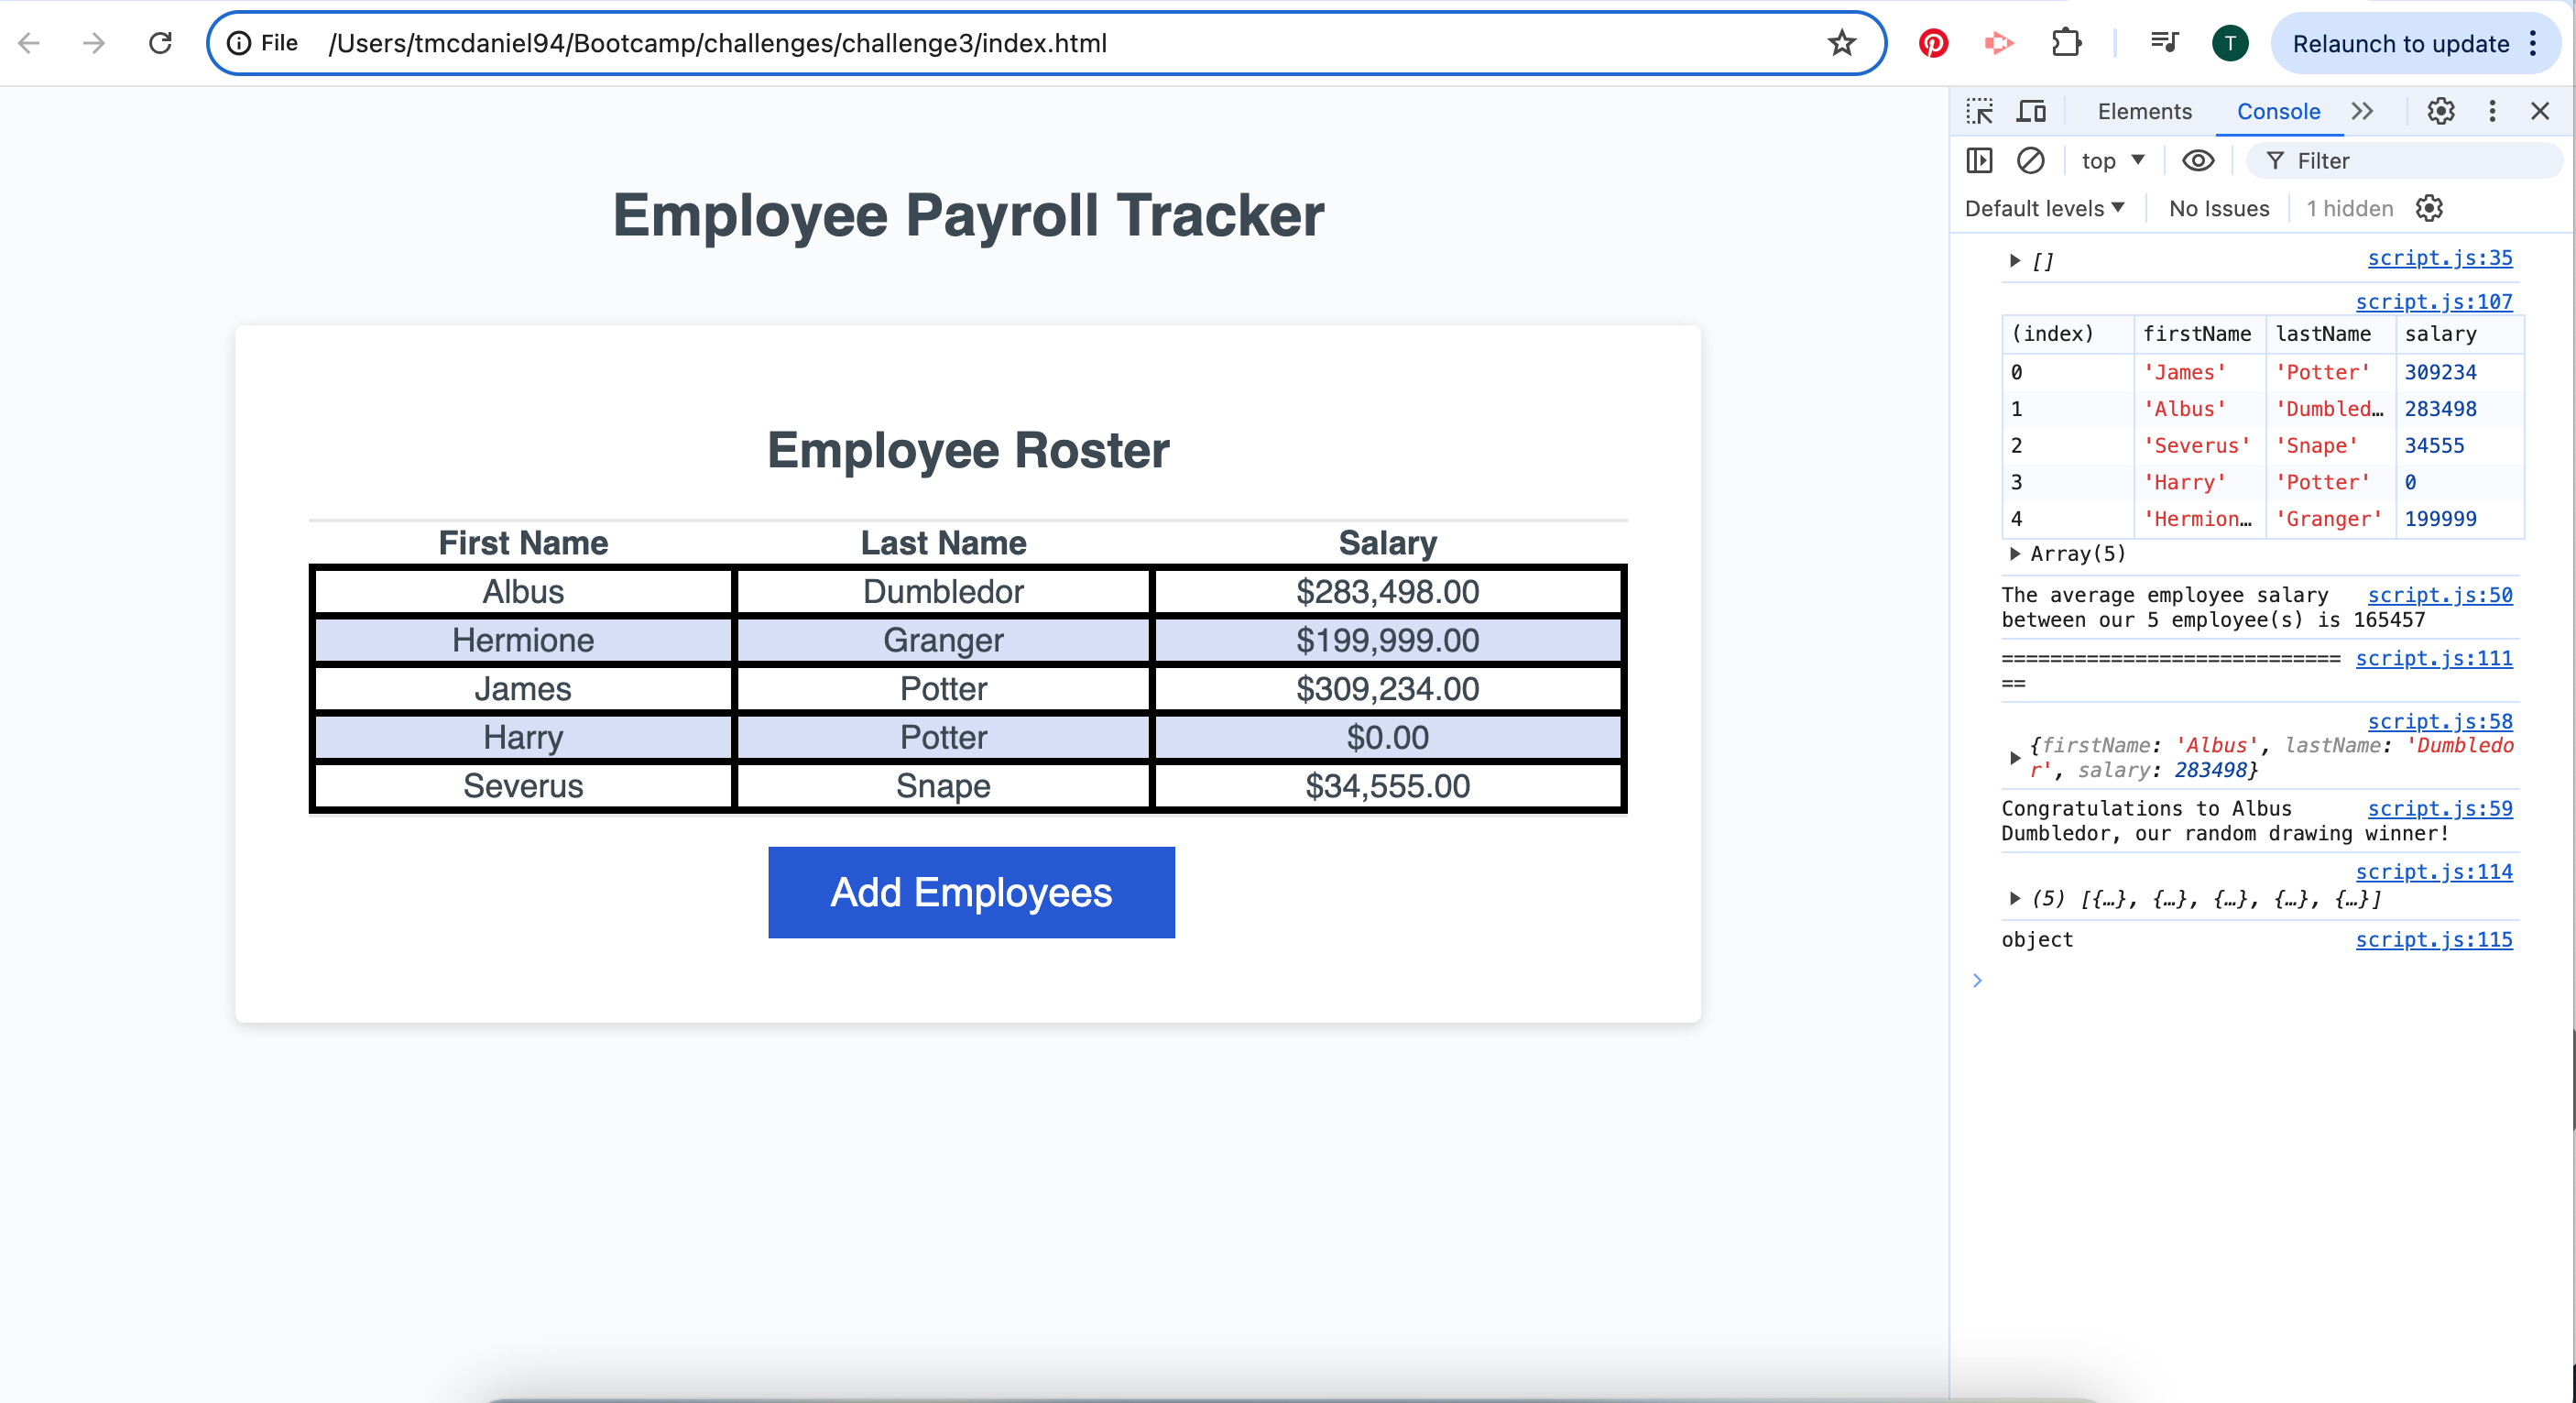 File /Users/tmcdaniel94/Bootcamp/challenges/challenge3/index.html
T
Relaunch to update
Employee Payroll Tracker
Employee Roster
First Name Last Name Salary
Albus Dumbledor $283,498.00
Hermione Granger $199,999.00
James Potter $309,234.00
Harry Potter $0.00
Severus Snape $34,555.00
Add Employees
Elements Console
top Filter
Default levels No Issues 1 hidden
[] script.js:35
script.js:107
(index) firstName lastName salary
0 'James' 'Potter' 309234
1 'Albus' 'Dumbled… 283498
2 'Severus' 'Snape' 34555
3 'Harry' 'Potter' 0
4 'Hermion… 'Granger' 199999
Array(5)
The average employee salary script.js:50
between our 5 employee(s) is 165457
============================ script.js:111
==
script.js:58
{firstName: 'Albus', lastName: 'Dumbledo
r', salary: 283498}
Congratulations to Albus script.js:59
Dumbledor, our random drawing winner!
script.js:114
(5) [{…}, {…}, {…}, {…}, {…}]
object script.js:115